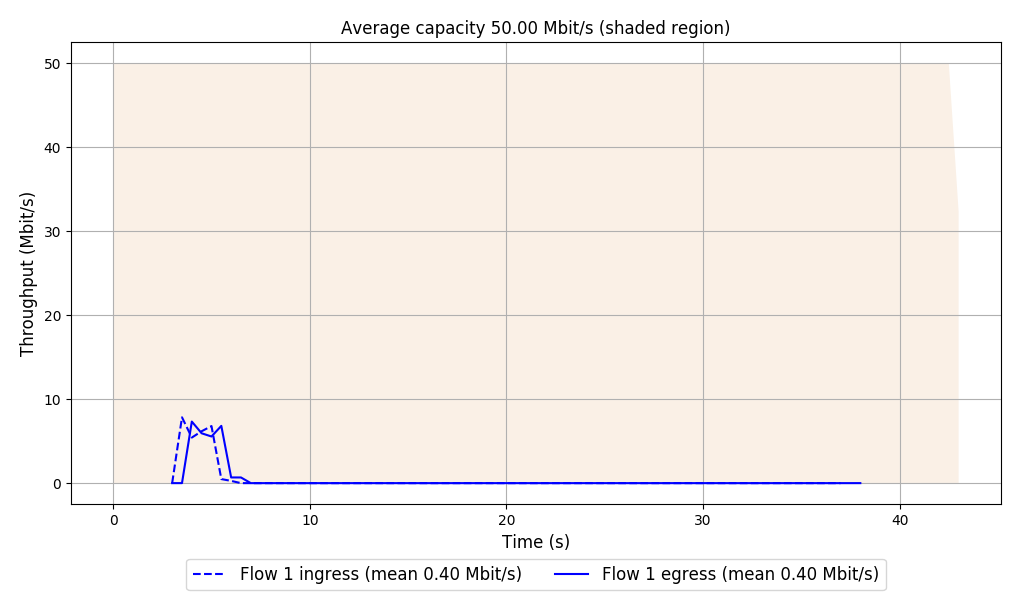 Average capacity 50.00 Mbit/s (shaded region)
Throughput (Mbit/s)
50
40
30
20
10
0
0 10 20 30 40
Time (s)
Flow 1 ingress (mean 0.40 Mbit/s) Flow 1 egress (mean 0.40 Mbit/s)